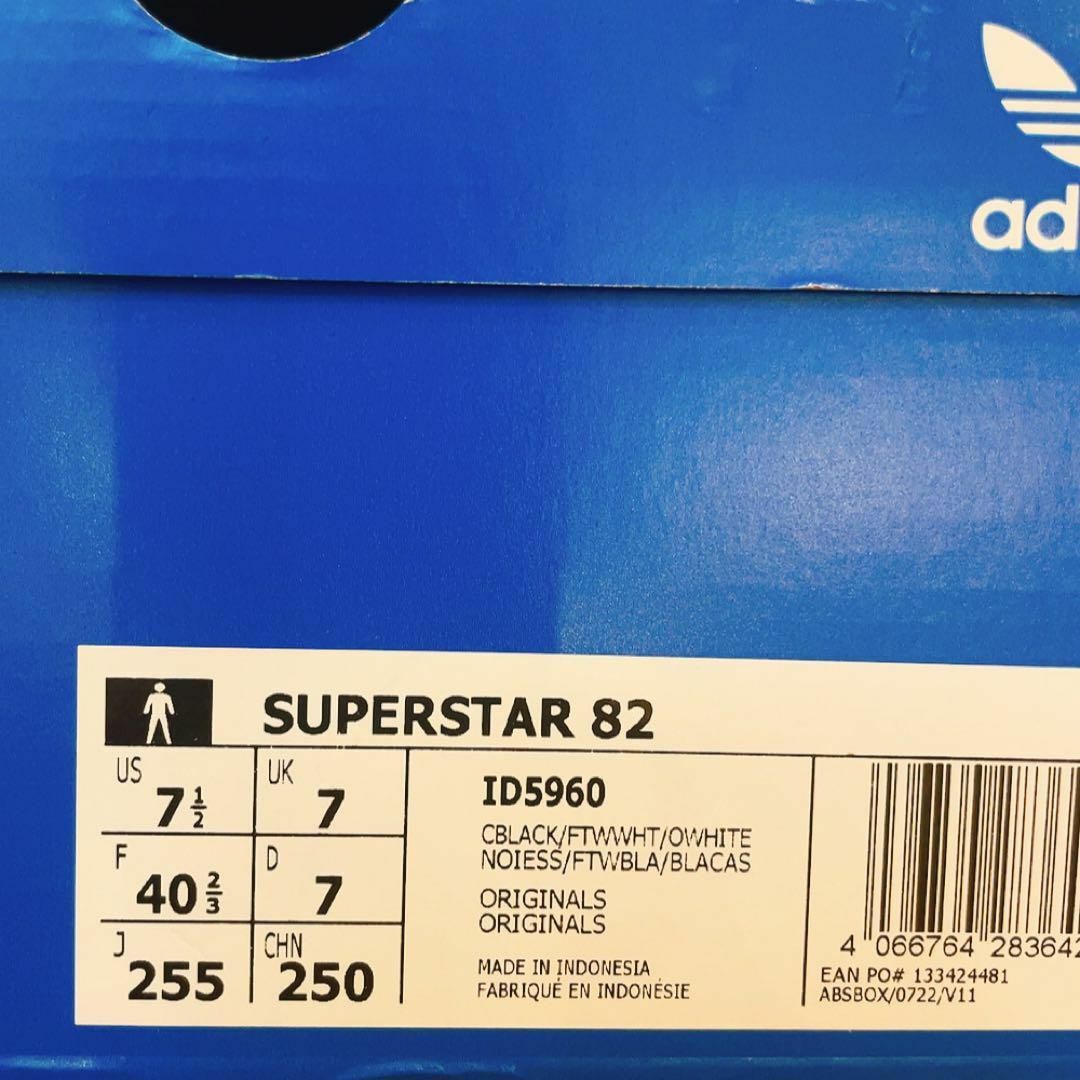 ad
SUPERSTAR 82
US 7 1/2
UK 7
F 40 2/3
D 7
J 255
CHN 250
ID5960
CBLACK/FTWWHT/OWHITE
NOIESS/FTWBLA/BLACAS
ORIGINALS
ORIGINALS
MADE IN INDONESIA
FABRIQUÉ EN INDONÉSIE
4 066764 283642
EAN PO# 133424481
ABSBOX/0722/V11